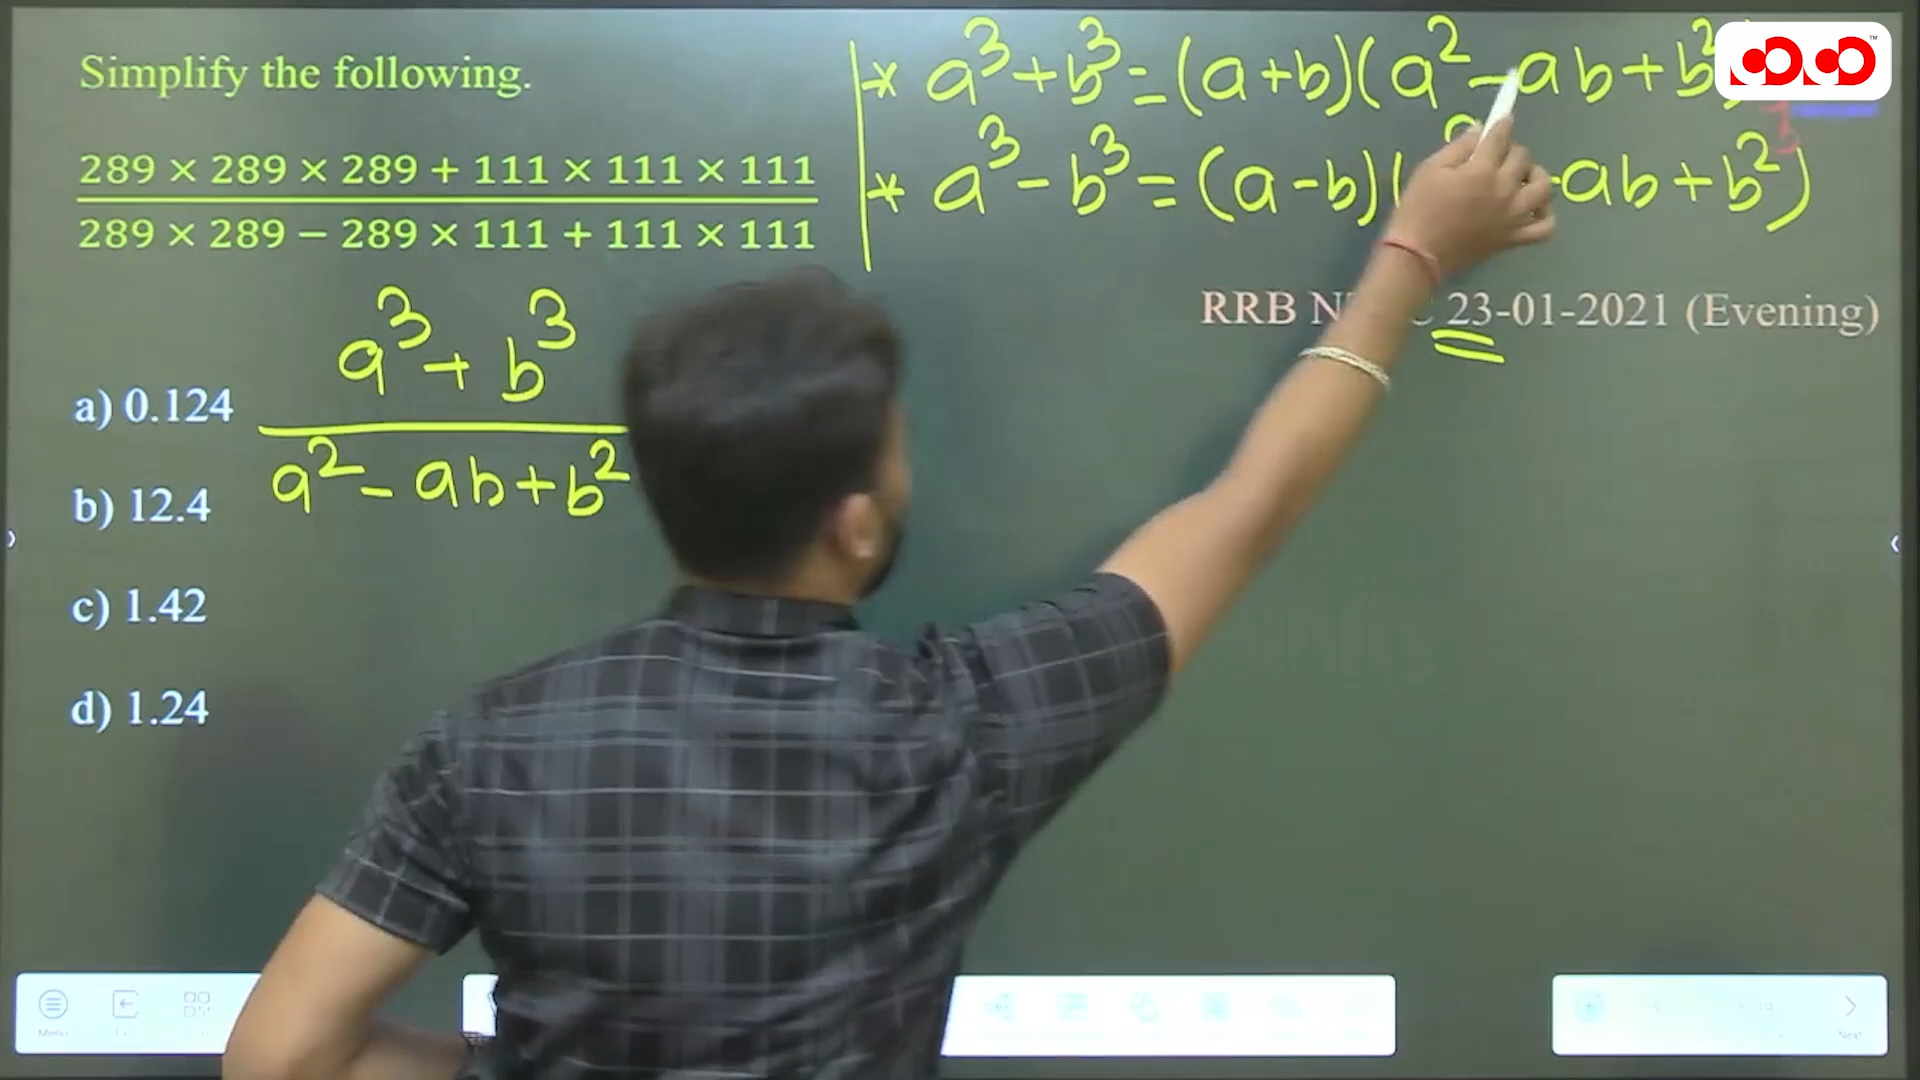 Simplify the following.
289 × 289 × 289 + 111 × 111 × 111
289 × 289 − 289 × 111 + 111 × 111
* a³ + b³ = (a + b)(a² − ab + b²
* a³ − b³ = (a − b)( − ab + b²)
RRB 23-01-2021 (Evening)
a³ + b³
a² − ab + b²
a) 0.124
b) 12.4
c) 1.42
d) 1.24
Next